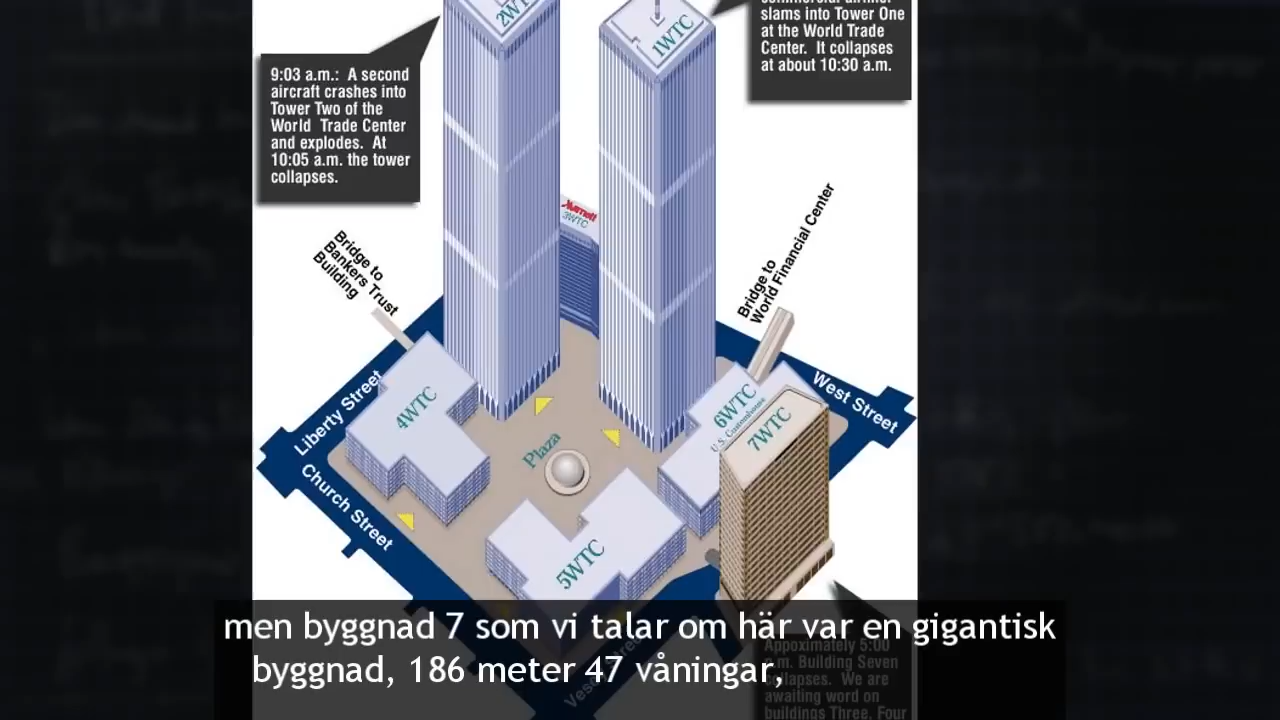 commercial airliner
slams into Tower One
at the World Trade
Center. It collapses
at about 10:30 a.m.
2WTC
1WTC
9:03 a.m.: A second
aircraft crashes into
Tower Two of the
World Trade Center
and explodes. At
10:05 a.m. the tower
collapses.
Marriott
3WTC
Bridge to
Bankers Trust
Building
Bridge to
World Financial Center
Liberty Street
4WTC
6WTC
U.S. Customhouse
7WTC
West Street
Plaza
Church Street
5WTC
men byggnad 7 som vi talar om här var en gigantisk
byggnad, 186 meter 47 våningar,
Appoximately 5:00
p.m. Building Seven
collapses. We are
awaiting word on
buildings Three, Four